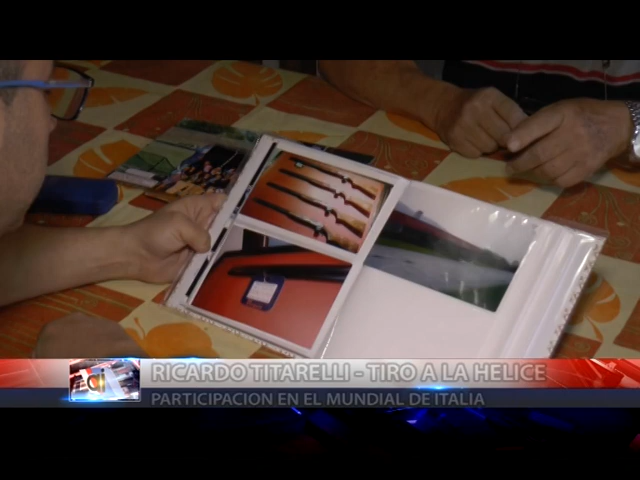 RICARDO TITARELLI - TIRO A LA HELICE
PARTICIPACION EN EL MUNDIAL DE ITALIA